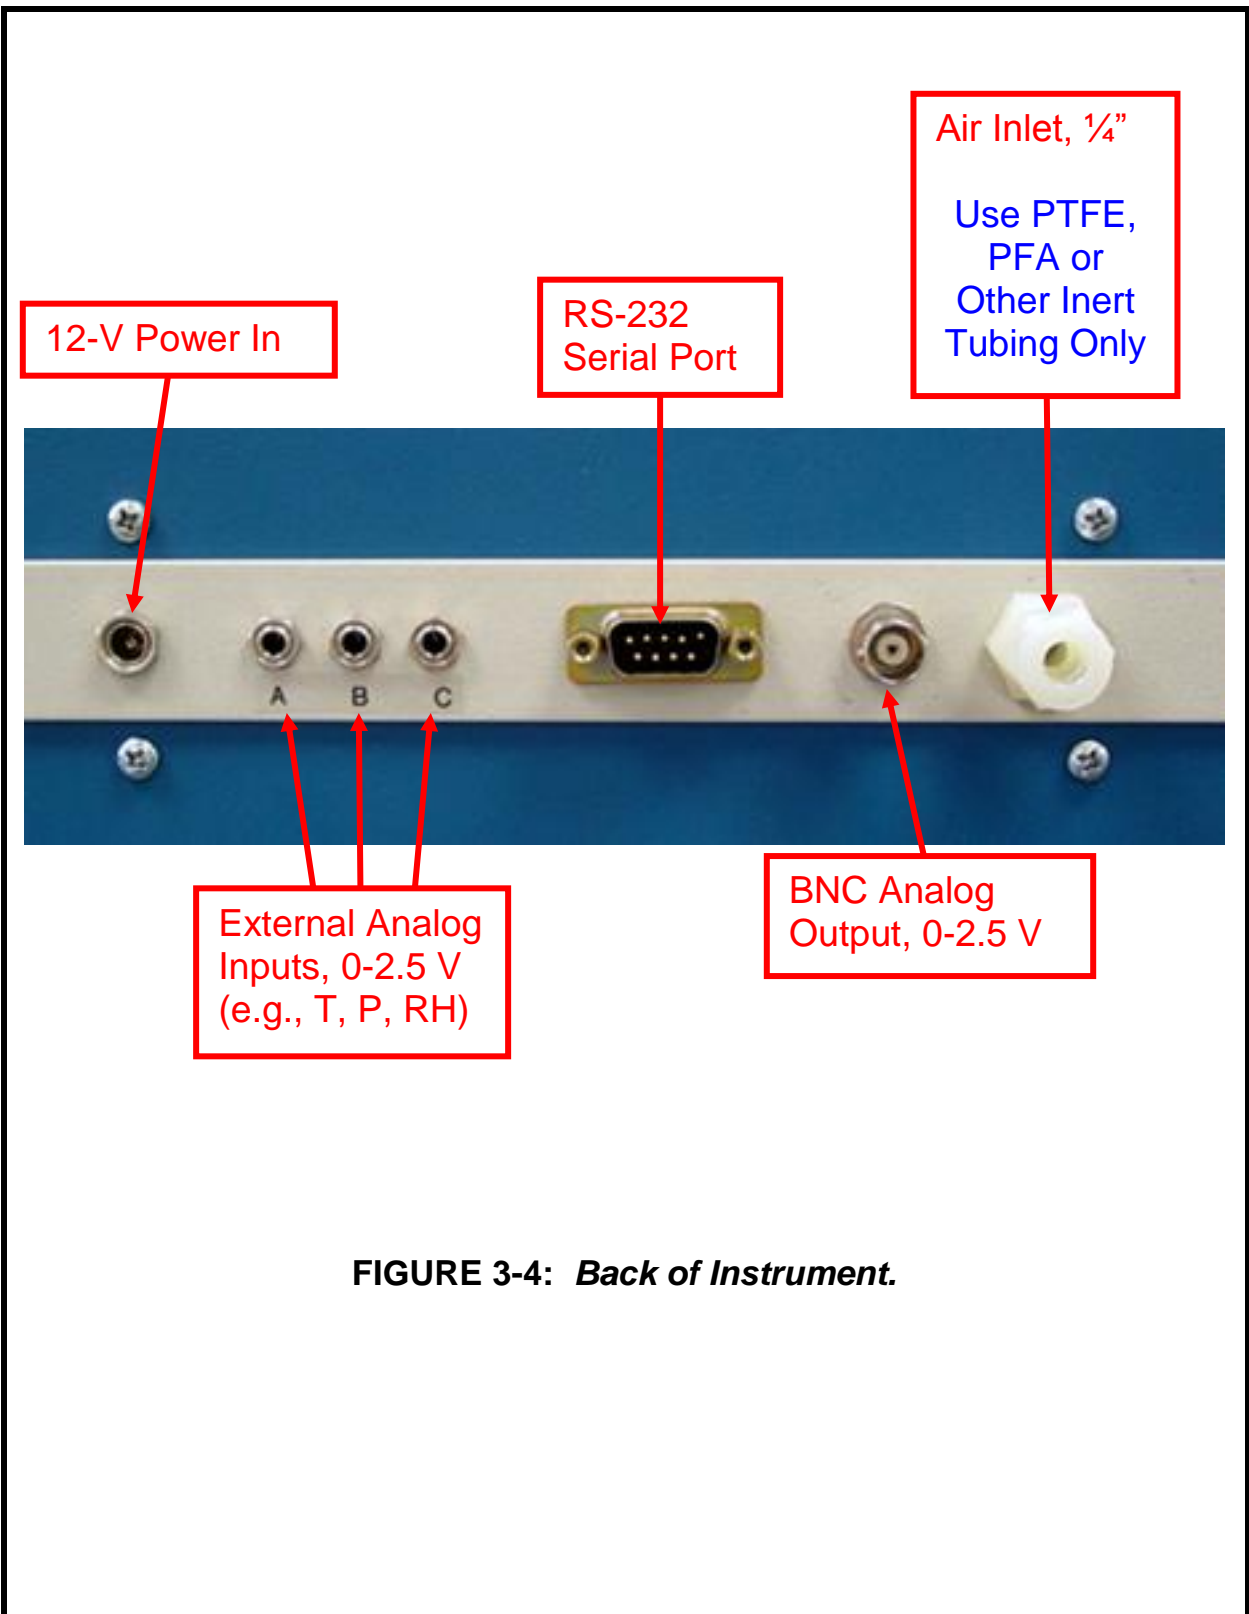 Air Inlet, ¼”
Use PTFE,
PFA or
Other Inert
Tubing Only
RS-232
Serial Port
12-V Power In
A B C
BNC Analog
Output, 0-2.5 V
External Analog
Inputs, 0-2.5 V
(e.g., T, P, RH)
FIGURE 3-4: Back of Instrument.